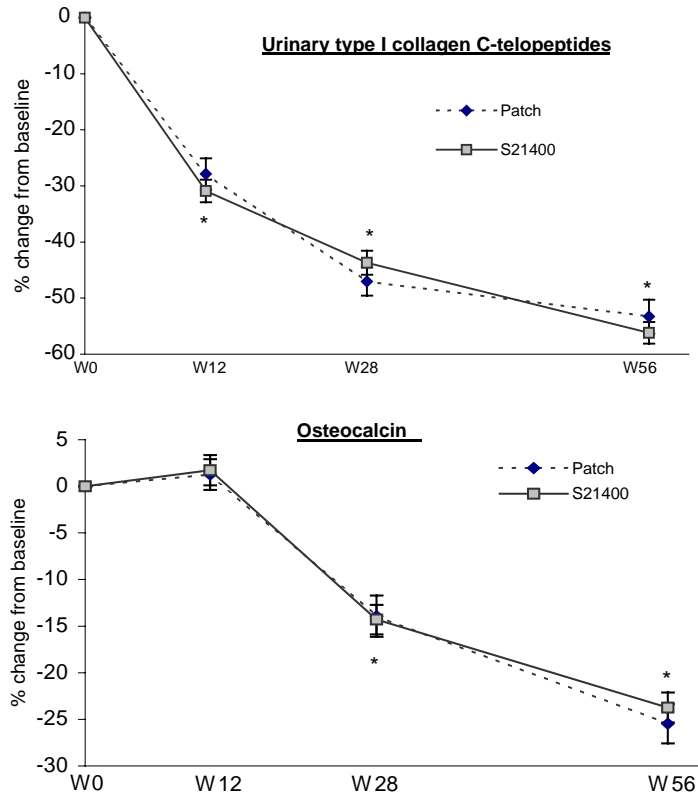 Urinary type I collagen C-telopeptides
% change from baseline
0
-10
-20
-30
-40
-50
-60
Patch
S21400
*
*
*
W0 W12 W28 W56
Osteocalcin
% change from baseline
5
0
-5
-10
-15
-20
-25
-30
Patch
S21400
*
*
W0 W12 W28 W56